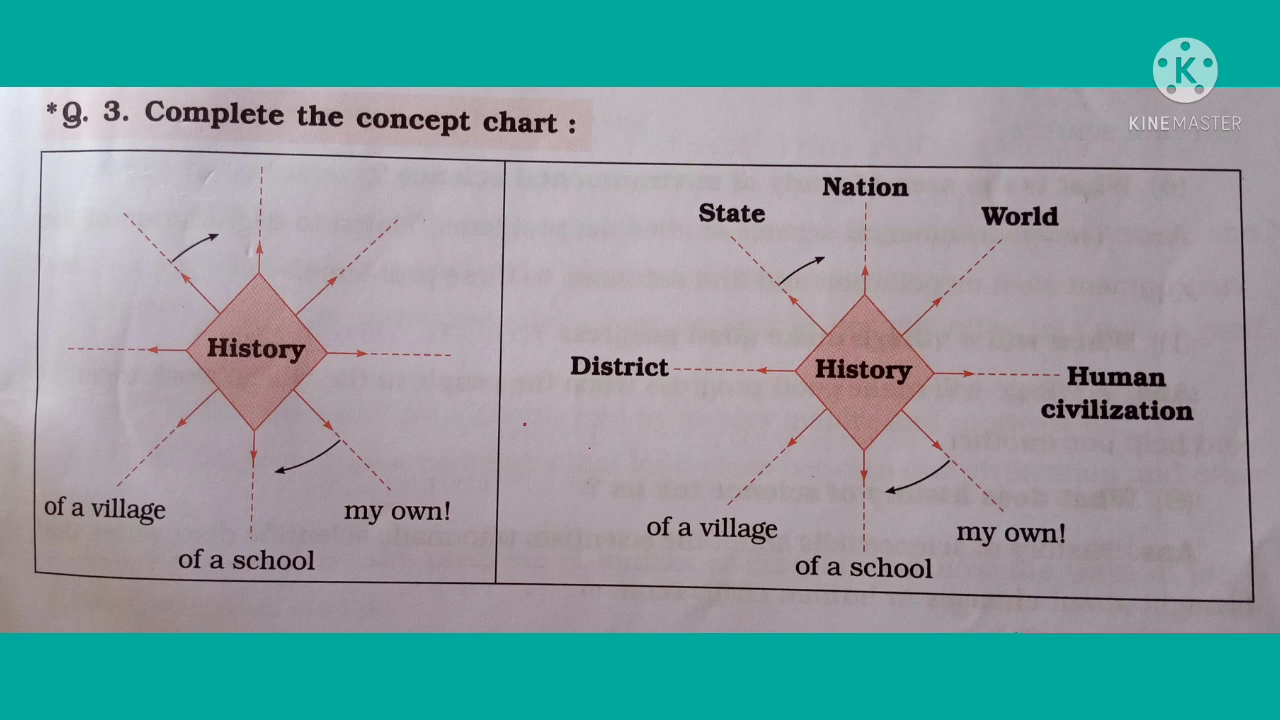 K
KINEMASTER
*Q. 3. Complete the concept chart :
History
of a village
my own!
of a school
Nation
State
World
District
History
Human
civilization
of a village
my own!
of a school